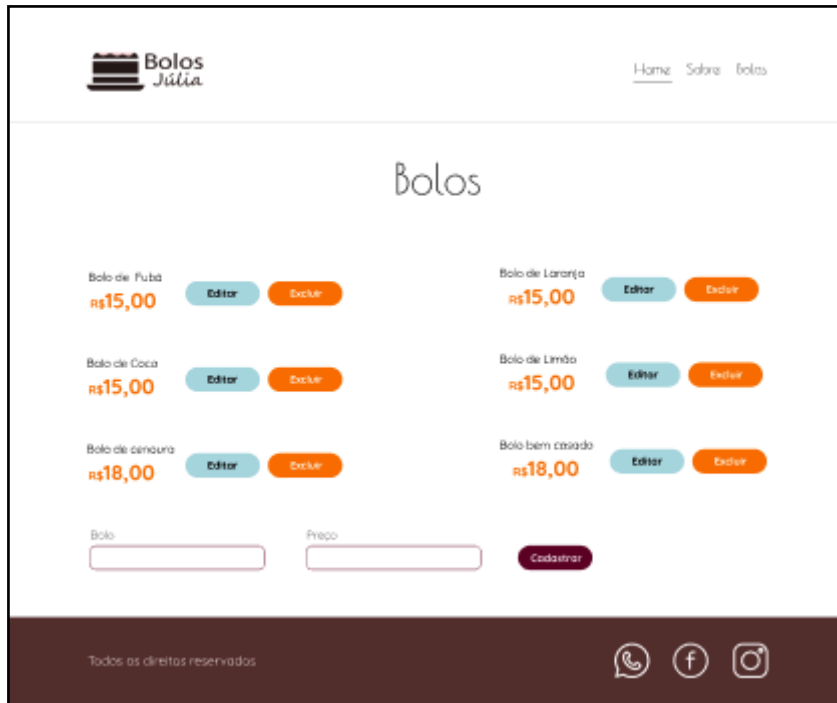 Bolos
Júlia
Home Sobre Bolos
Bolos
Bolo de Fubá
R$15,00
Editar
Excluir
Bolo de Laranja
R$15,00
Editar
Excluir
Bolo de Coco
R$15,00
Editar
Excluir
Bolo de Limão
R$15,00
Editar
Excluir
Bolo de cenoura
R$18,00
Editar
Excluir
Bolo bem casado
R$18,00
Editar
Excluir
Bolo
Preço
Cadastrar
Todos os direitos reservados